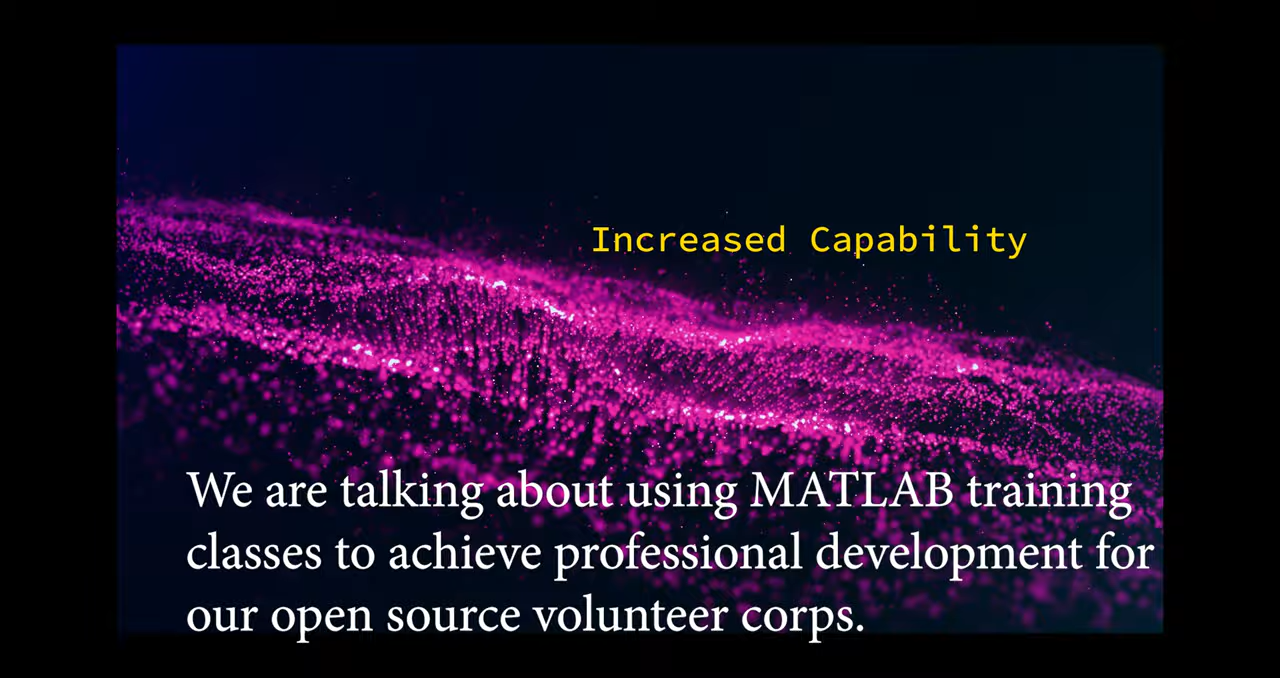 Increased Capability
We are talking about using MATLAB training
classes to achieve professional development for
our open source volunteer corps.